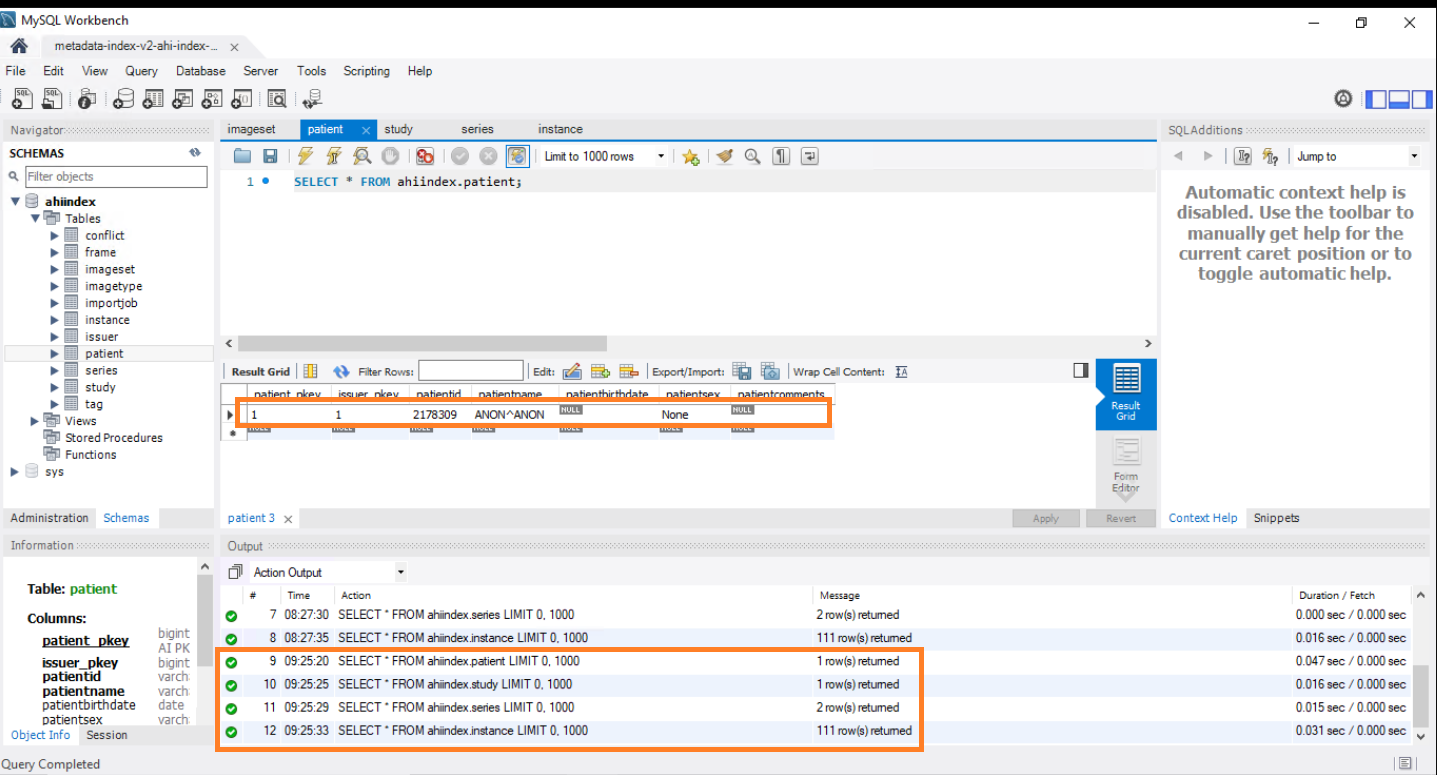 MySQL Workbench
metadata-index-v2-ahi-index-...
File Edit View Query Database Server Tools Scripting Help
Navigator
SCHEMAS
Filter objects
ahiindex
Tables
conflict
frame
imageset
imagetype
importjob
instance
issuer
patient
series
study
tag
Views
Stored Procedures
Functions
sys
Administration Schemas
Information
Table: patient
Columns:
patient_pkey bigint
AI PK
issuer_pkey bigint
patientid varch
patientname varch
patientbirthdate date
patientsex varch
Object Info Session
Query Completed
imageset patient study series instance
Limit to 1000 rows
1 SELECT * FROM ahiindex.patient;
Result Grid Filter Rows: Edit: Export/Import: Wrap Cell Content:
patient_pkey issuer_pkey patientid patientname patientbirthdate patientsex patientcomments
1 1 2178309 ANON^ANON NULL None NULL
NULL NULL NULL NULL NULL NULL NULL
Result
Grid
Form
Editor
patient 3 Apply Revert
SQLAdditions
Jump to
Automatic context help is
disabled. Use the toolbar to
manually get help for the
current caret position or to
toggle automatic help.
Context Help Snippets
Output
Action Output
# Time Action Message Duration / Fetch
7 08:27:30 SELECT * FROM ahiindex.series LIMIT 0, 1000 2 row(s) returned 0.000 sec / 0.000 sec
8 08:27:35 SELECT * FROM ahiindex.instance LIMIT 0, 1000 111 row(s) returned 0.016 sec / 0.000 sec
9 09:25:20 SELECT * FROM ahiindex.patient LIMIT 0, 1000 1 row(s) returned 0.047 sec / 0.000 sec
10 09:25:25 SELECT * FROM ahiindex.study LIMIT 0, 1000 1 row(s) returned 0.016 sec / 0.000 sec
11 09:25:29 SELECT * FROM ahiindex.series LIMIT 0, 1000 2 row(s) returned 0.015 sec / 0.000 sec
12 09:25:33 SELECT * FROM ahiindex.instance LIMIT 0, 1000 111 row(s) returned 0.031 sec / 0.000 sec